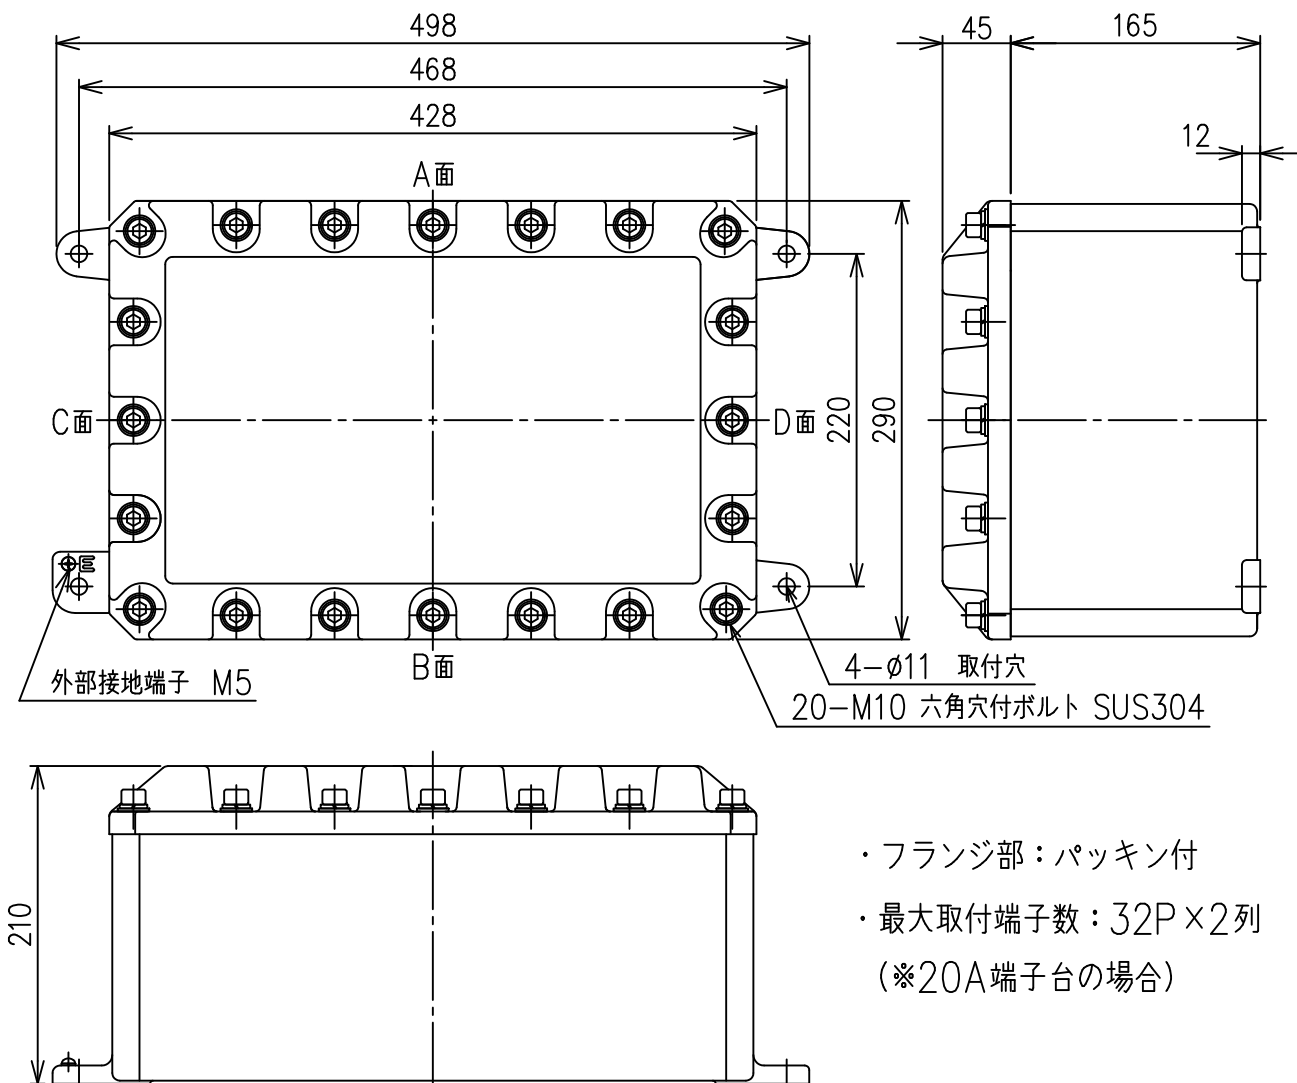 498
45
165
468
428
12
A面
C面
D面
220
290
E
B面
外部接地端子 M5
4-ø11 取付穴
20-M10 六角穴付ボルト SUS304
210
・フランジ部：パッキン付
・最大取付端子数：32P×2列
(※20A端子台の場合)